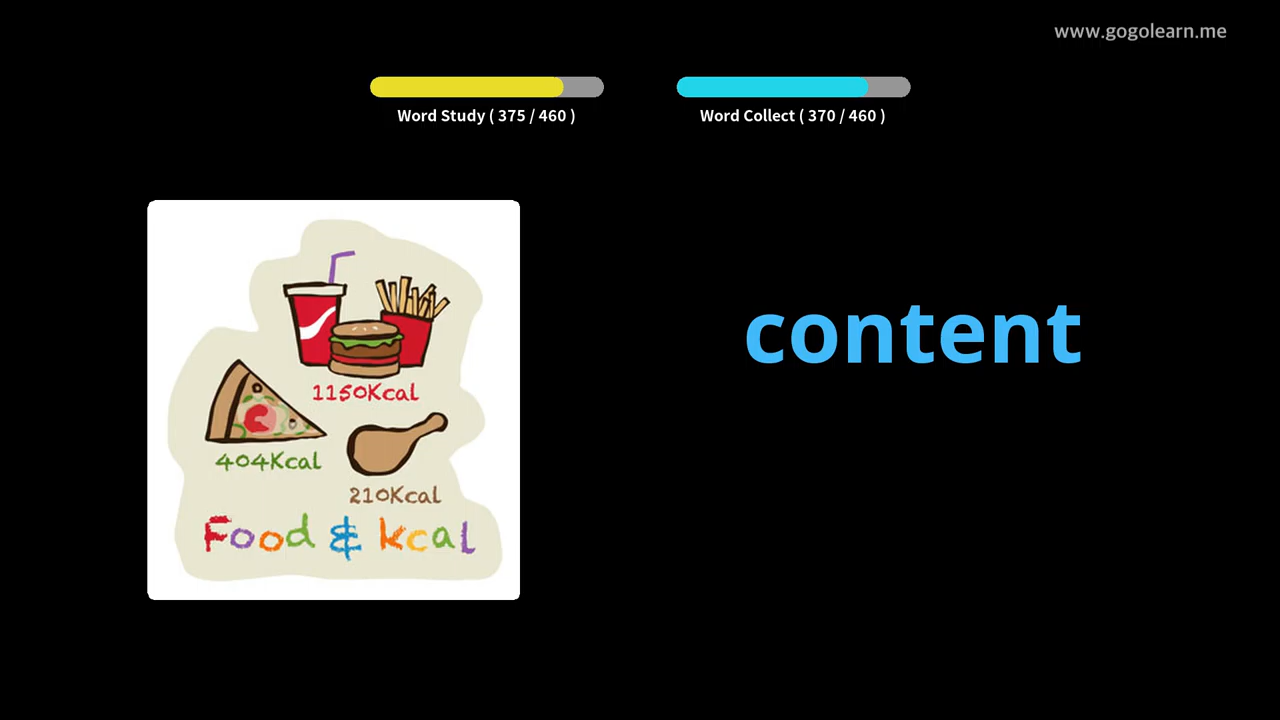 www.gogolearn.me
Word Study ( 375 / 460 )
Word Collect ( 370 / 460 )
content
1150Kcal
404Kcal
210Kcal
Food & kcal